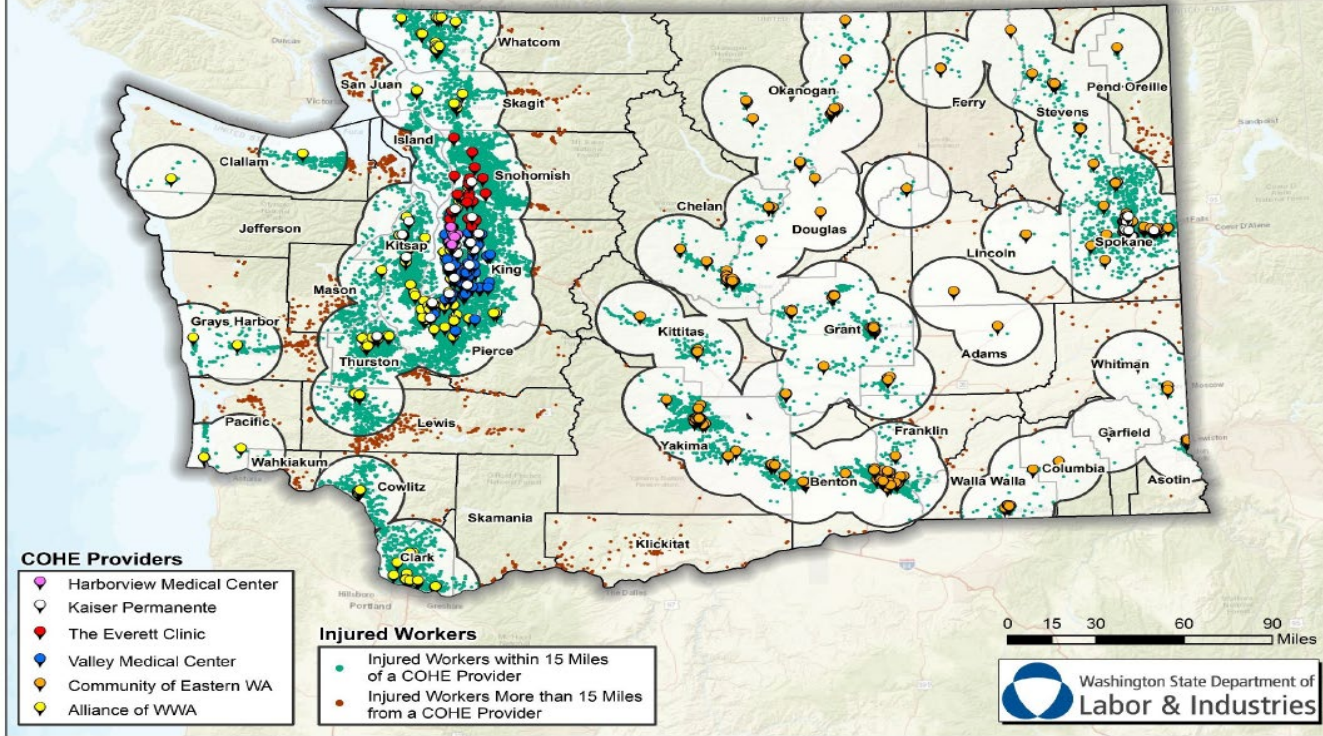 Whatcom
San Juan
Skagit
Okanogan
Ferry
Pend Oreille
Stevens
Island
Clallam
Snohomish
Chelan
Douglas
Jefferson
Kitsap
King
Lincoln
Spokane
Mason
Grays Harbor
Kittitas
Grant
Adams
Thurston
Pierce
Whitman
Pacific
Lewis
Yakima
Franklin
Garfield
Wahkiakum
Columbia
Cowlitz
Benton
Walla Walla
Asotin
Skamania
Klickitat
Clark
Portland
COHE Providers
Harborview Medical Center
Kaiser Permanente
The Everett Clinic
Valley Medical Center
Community of Eastern WA
Alliance of WWA
Injured Workers
Injured Workers within 15 Miles
of a COHE Provider
Injured Workers More than 15 Miles
from a COHE Provider
0 15 30 60 90
Miles
Washington State Department of
Labor & Industries